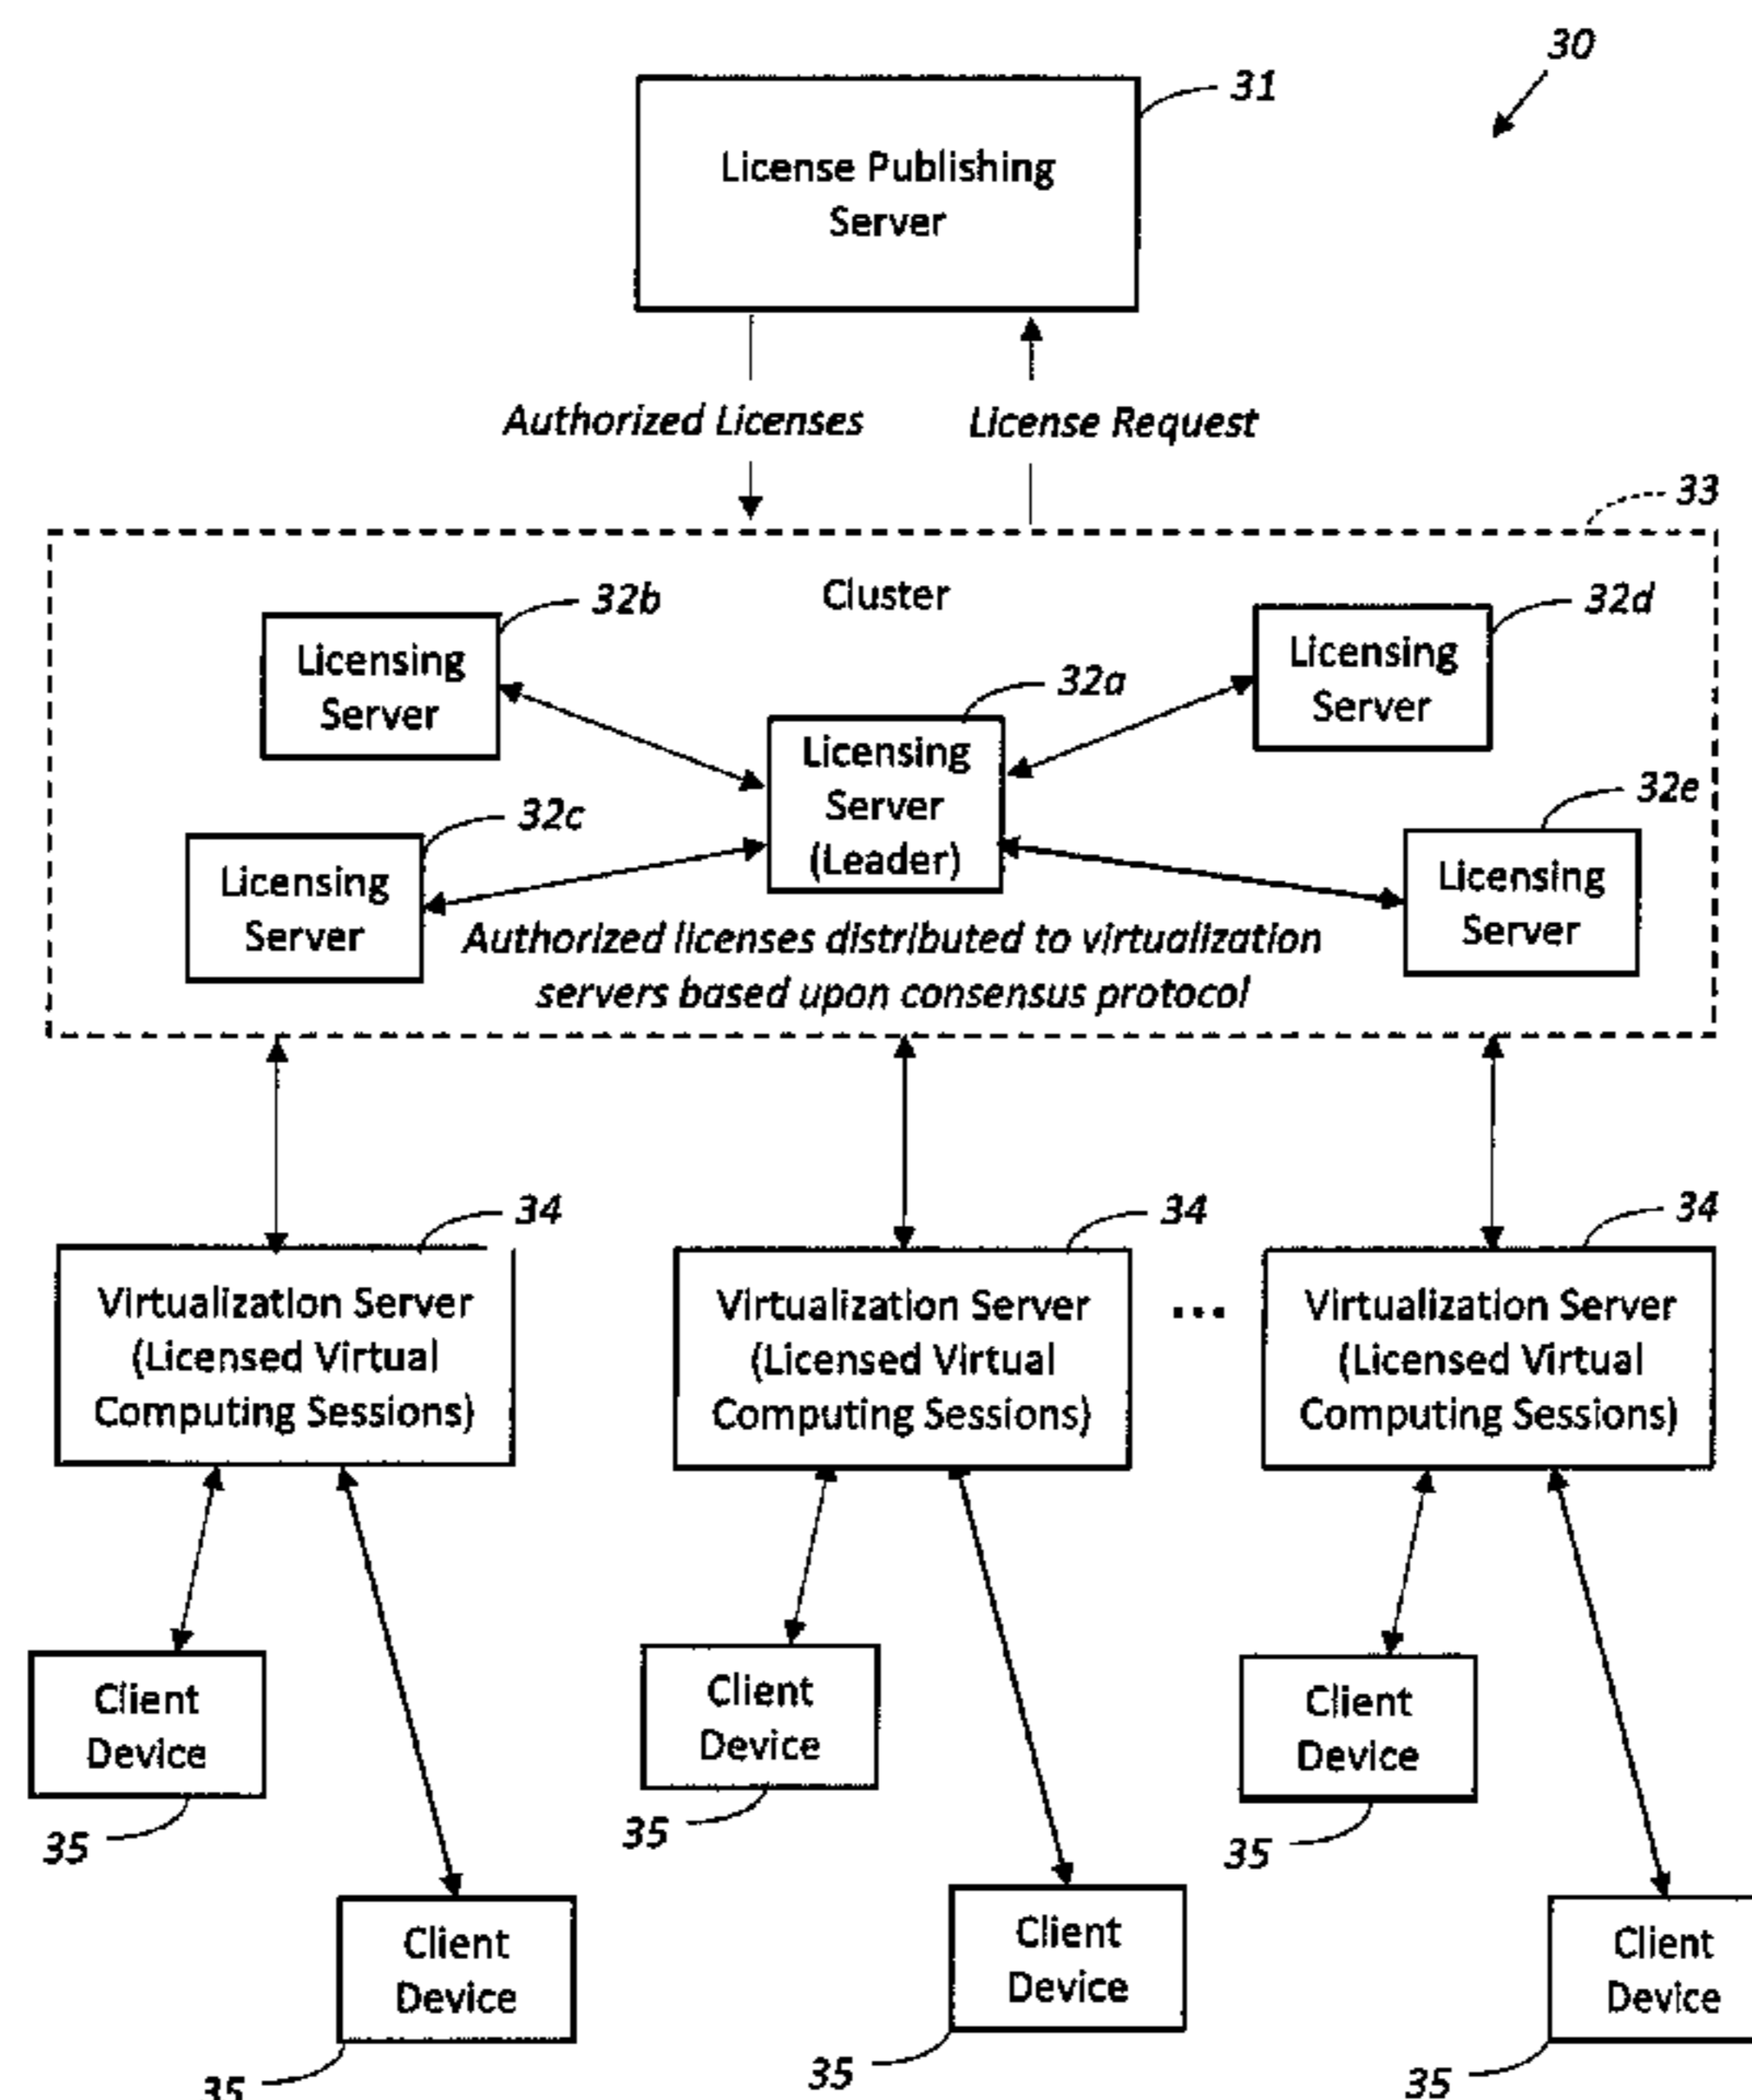 30
31
License Publishing
Server
Authorized Licenses
License Request
33
Cluster
32b
Licensing
Server
32d
Licensing
Server
32a
Licensing
Server
(Leader)
32c
Licensing
Server
32e
Licensing
Server
Authorized licenses distributed to virtualization
servers based upon consensus protocol
34
Virtualization Server
(Licensed Virtual
Computing Sessions)
34
Virtualization Server
(Licensed Virtual
Computing Sessions)
...
34
Virtualization Server
(Licensed Virtual
Computing Sessions)
Client
Device
35
Client
Device
35
Client
Device
35
Client
Device
35
Client
Device
35
Client
Device
35